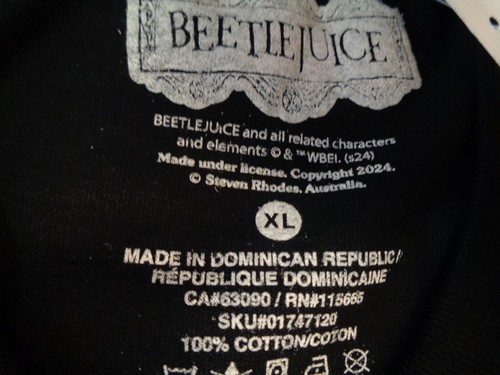 BEETLEJUICE
BEETLEJUICE and all related characters
and elements © & ™ WBEI. (s24)
Made under license. Copyright 2024.
© Steven Rhodes. Australia.
XL
MADE IN DOMINICAN REPUBLIC/
RÉPUBLIQUE DOMINICAINE
CA#63090 / RN#115665
SKU#01747120
100% COTTON/COTON